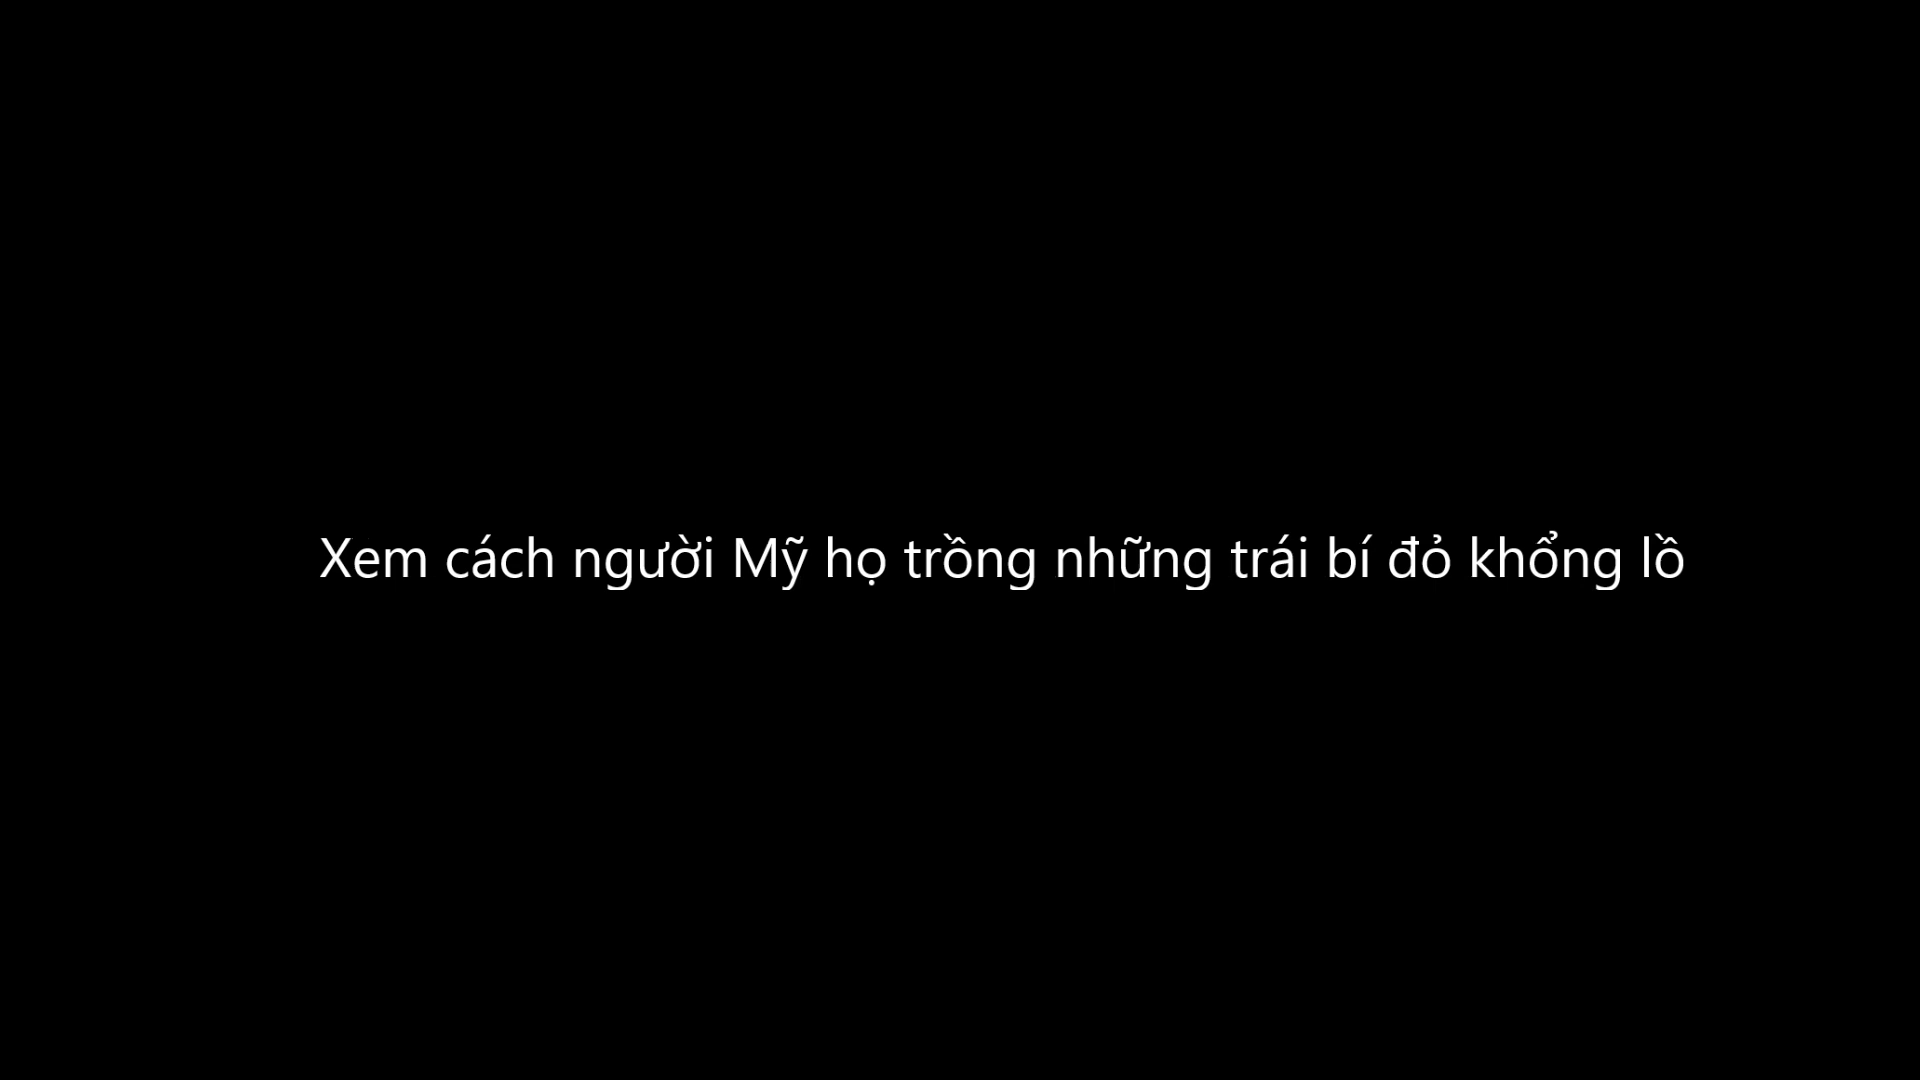 Xem cách người Mỹ họ trồng những trái bí đỏ khổng lồ